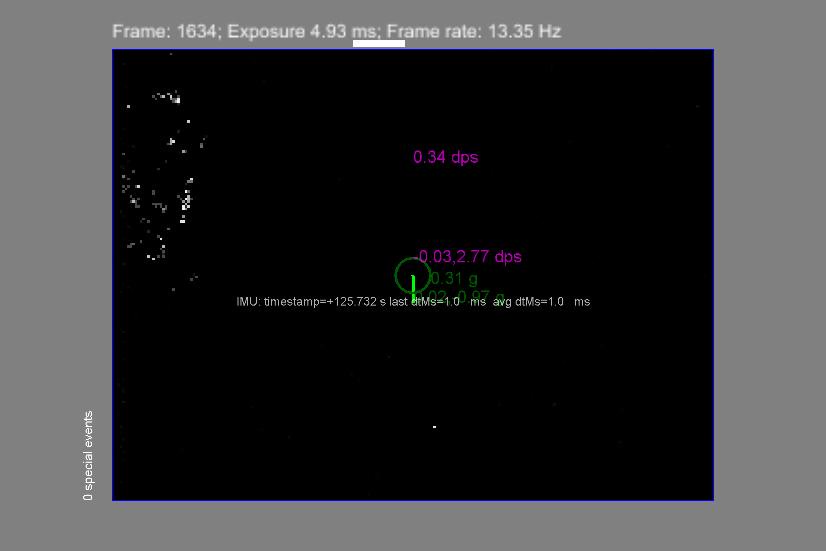 Frame: 1634; Exposure 4.93 ms; Frame rate: 13.35 Hz
0.34 dps
-0.03,2.77 dps
0.31 g
IMU: timestamp=+125.732 s last dtMs=1.0 ms avg dtMs=1.0 ms
0 special events